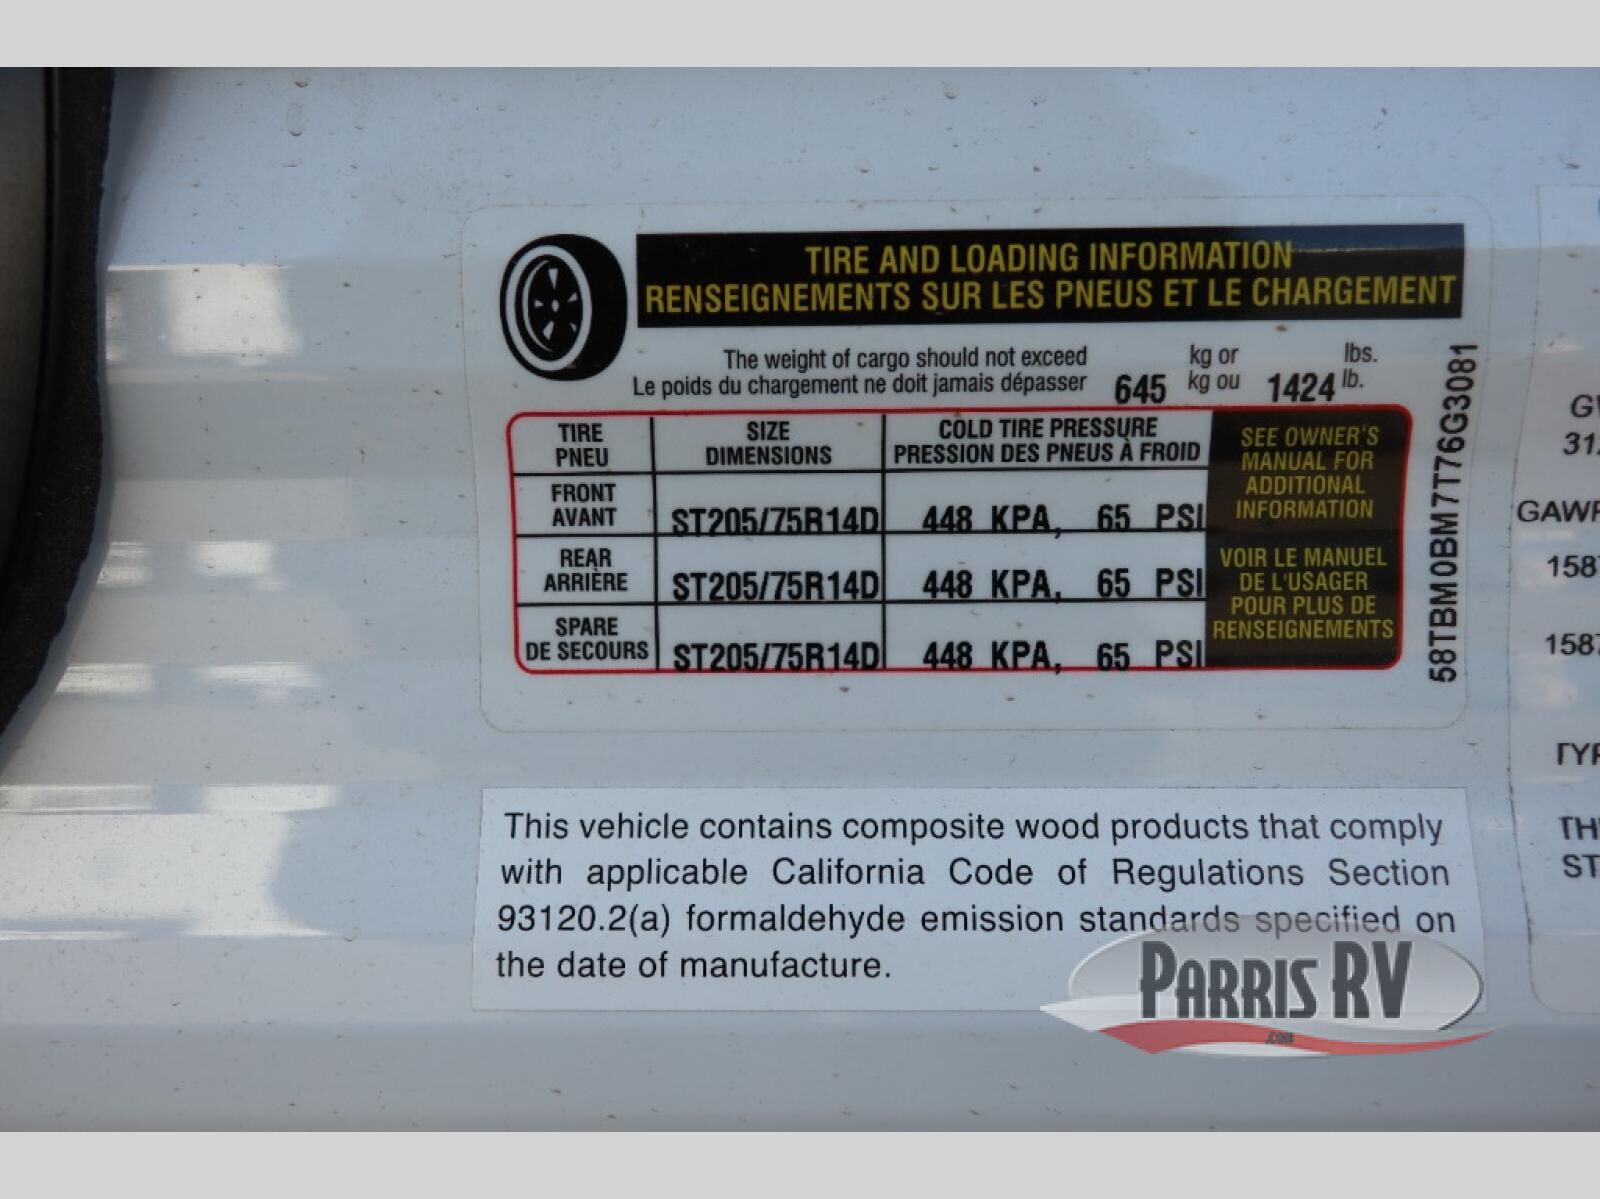 TIRE AND LOADING INFORMATION
RENSEIGNEMENTS SUR LES PNEUS ET LE CHARGEMENT
The weight of cargo should not exceed kg or lbs.
Le poids du chargement ne doit jamais dépasser 645 kg ou 1424 lb.
TIRE SIZE COLD TIRE PRESSURE
PNEU DIMENSIONS PRESSION DES PNEUS À FROID
FRONT
AVANT ST205/75R14D 448 KPA, 65 PSI
REAR
ARRIÈRE ST205/75R14D 448 KPA, 65 PSI
SPARE
DE SECOURS ST205/75R14D 448 KPA, 65 PSI
SEE OWNER'S
MANUAL FOR
ADDITIONAL
INFORMATION
VOIR LE MANUEL
DE L'USAGER
POUR PLUS DE
RENSEIGNEMENTS
58TBM0BM7T76G3081
This vehicle contains composite wood products that comply
with applicable California Code of Regulations Section
93120.2(a) formaldehyde emission standards specified on
the date of manufacture.
PARRIS RV
.COM